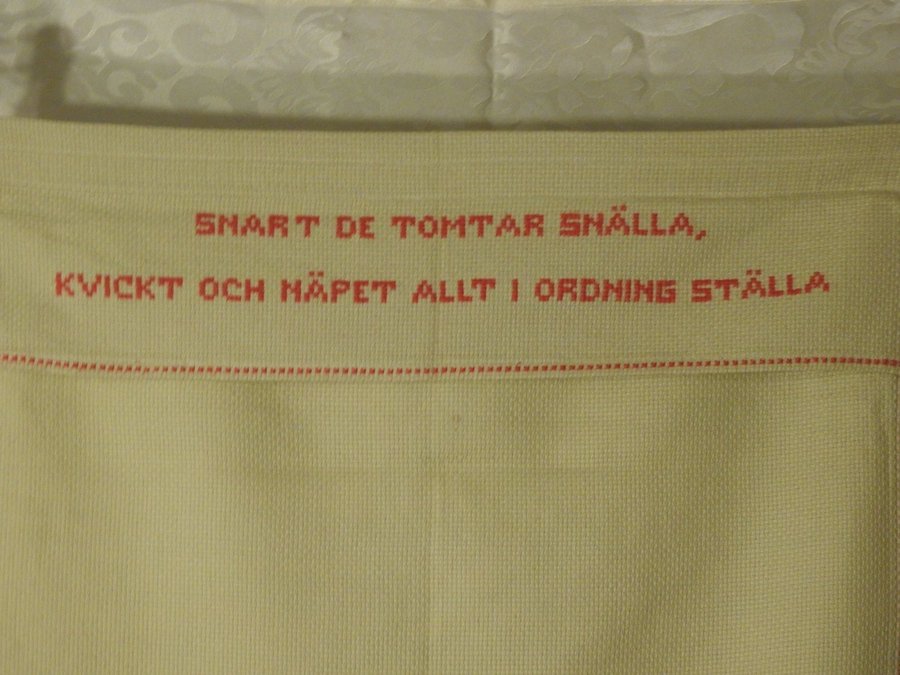 SNART DE TOMTAR SNÄLLA,
KVICKT OCH NÄPET ALLT I ORDNING STÄLLA